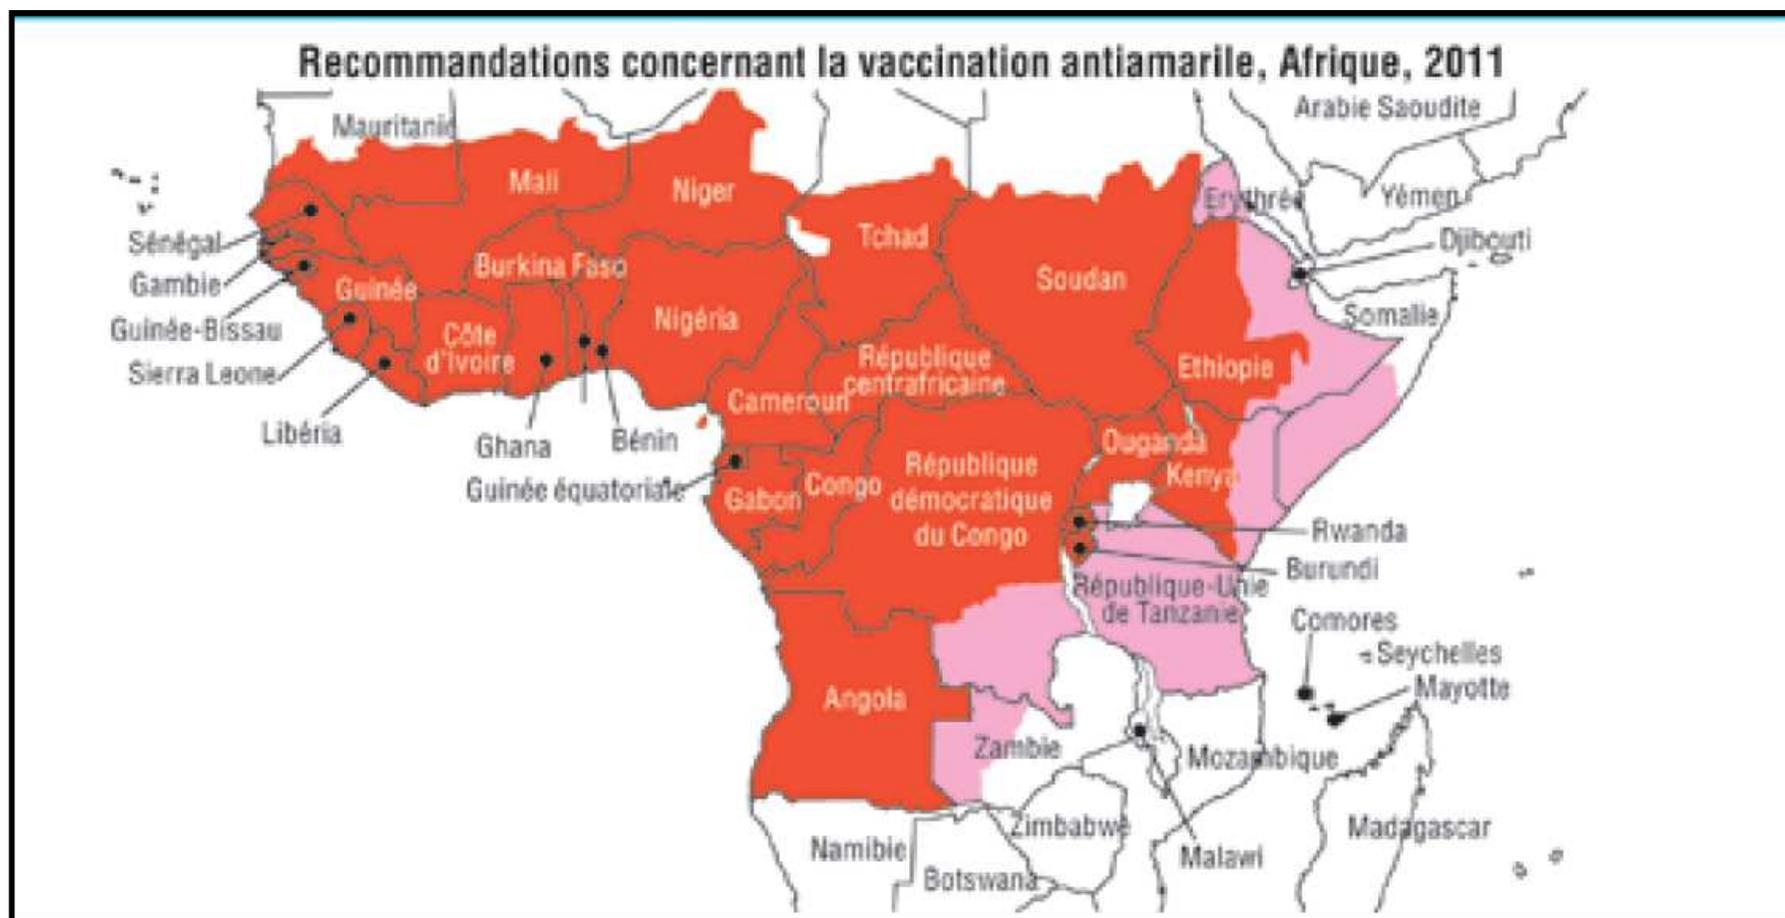 Recommandations concernant la vaccination antiamarile, Afrique, 2011
Arabie Saoudite
Mauritanie
Mali
Niger
Erythrée
Yémen
Sénégal
Tchad
Djibouti
Burkina Faso
Soudan
Gambie
Guinée
Guinée-Bissau
Nigéria
Somalie
Côte
d'Ivoire
République
centrafricaine
Ethiopie
Sierra Leone
Cameroun
Libéria
Ghana
Bénin
Ouganda
Kenya
Guinée équatoriale
Gabon
Congo
République
démocratique
du Congo
Rwanda
Burundi
République-Unie
de Tanzanie
Comores
Seychelles
Mayotte
Angola
Zambie
Mozambique
Zimbabwe
Madagascar
Namibie
Malawi
Botswana